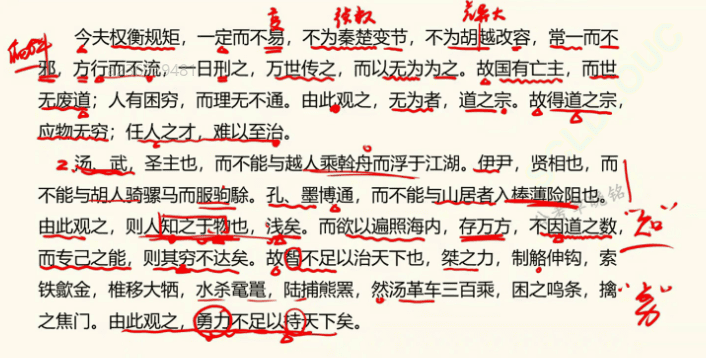 言 张权 差异大
材料
今夫权衡规矩，一定而不易，不为秦楚变节，不为胡越改容，常一而不
邪，方行而不流，一日刑之，万世传之，而以无为为之。故国有亡主，而世
无废道；人有困穷，而理无不通。由此观之，无为者，道之宗。故得道之宗，
应物无穷；任人之才，难以至治。
2、汤、武，圣主也，而不能与越人乘舲舟而浮于江湖。伊尹，贤相也，而
不能与胡人骑騵马而服驹駼。孔、墨博通，而不能与山居者入榛薄险阻也。
由此观之，则人知之于物也，浅矣。而欲以遍照海内，存万方，不因道之数，
“知”
而专己之能，则其穷不达矣。故智不足以治天下也，桀之力，制觡伸钩，索
铁歙金，椎移大牺，水杀鼋鼍，陆捕熊罴，然汤革车三百乘，困之鸣条，擒
“勇”
之焦门。由此观之，勇力不足以持天下矣。